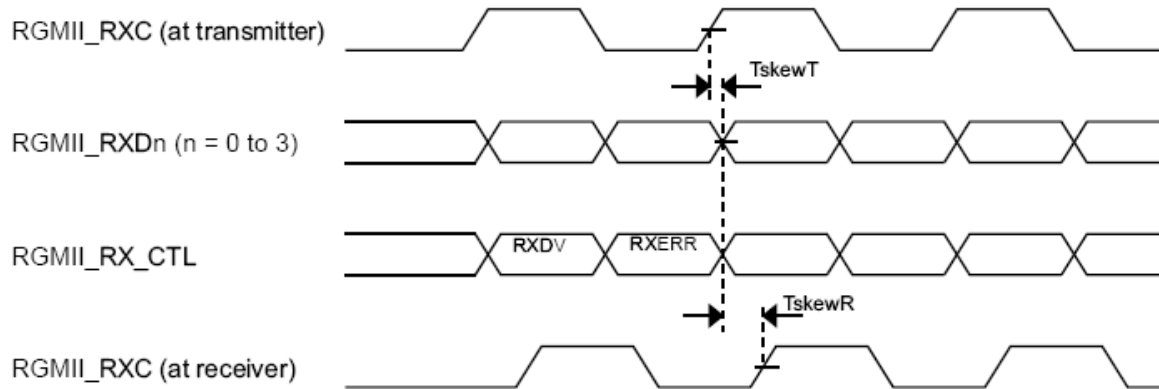 RGMII_RXC (at transmitter)
TskewT
RGMII_RXDn (n = 0 to 3)
RGMII_RX_CTL
RXDV
RXERR
TskewR
RGMII_RXC (at receiver)